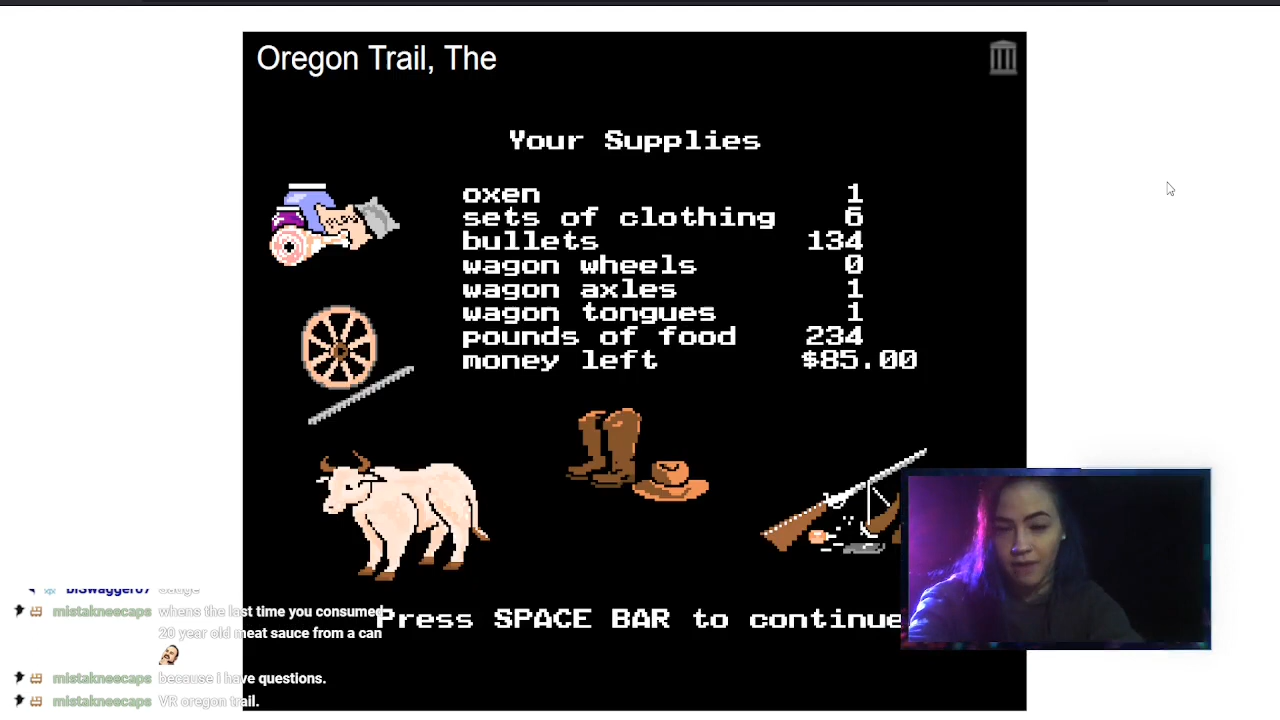 Oregon Trail, The
Your Supplies
oxen 1
sets of clothing 6
bullets 134
wagon wheels 0
wagon axles 1
wagon tongues 1
pounds of food 234
money left $85.00
Press SPACE BAR to continue
mistakneecaps whens the last time you consumed
20 year old meat sauce from a can
mistakneecaps because i have questions.
mistakneecaps VR oregon trail.